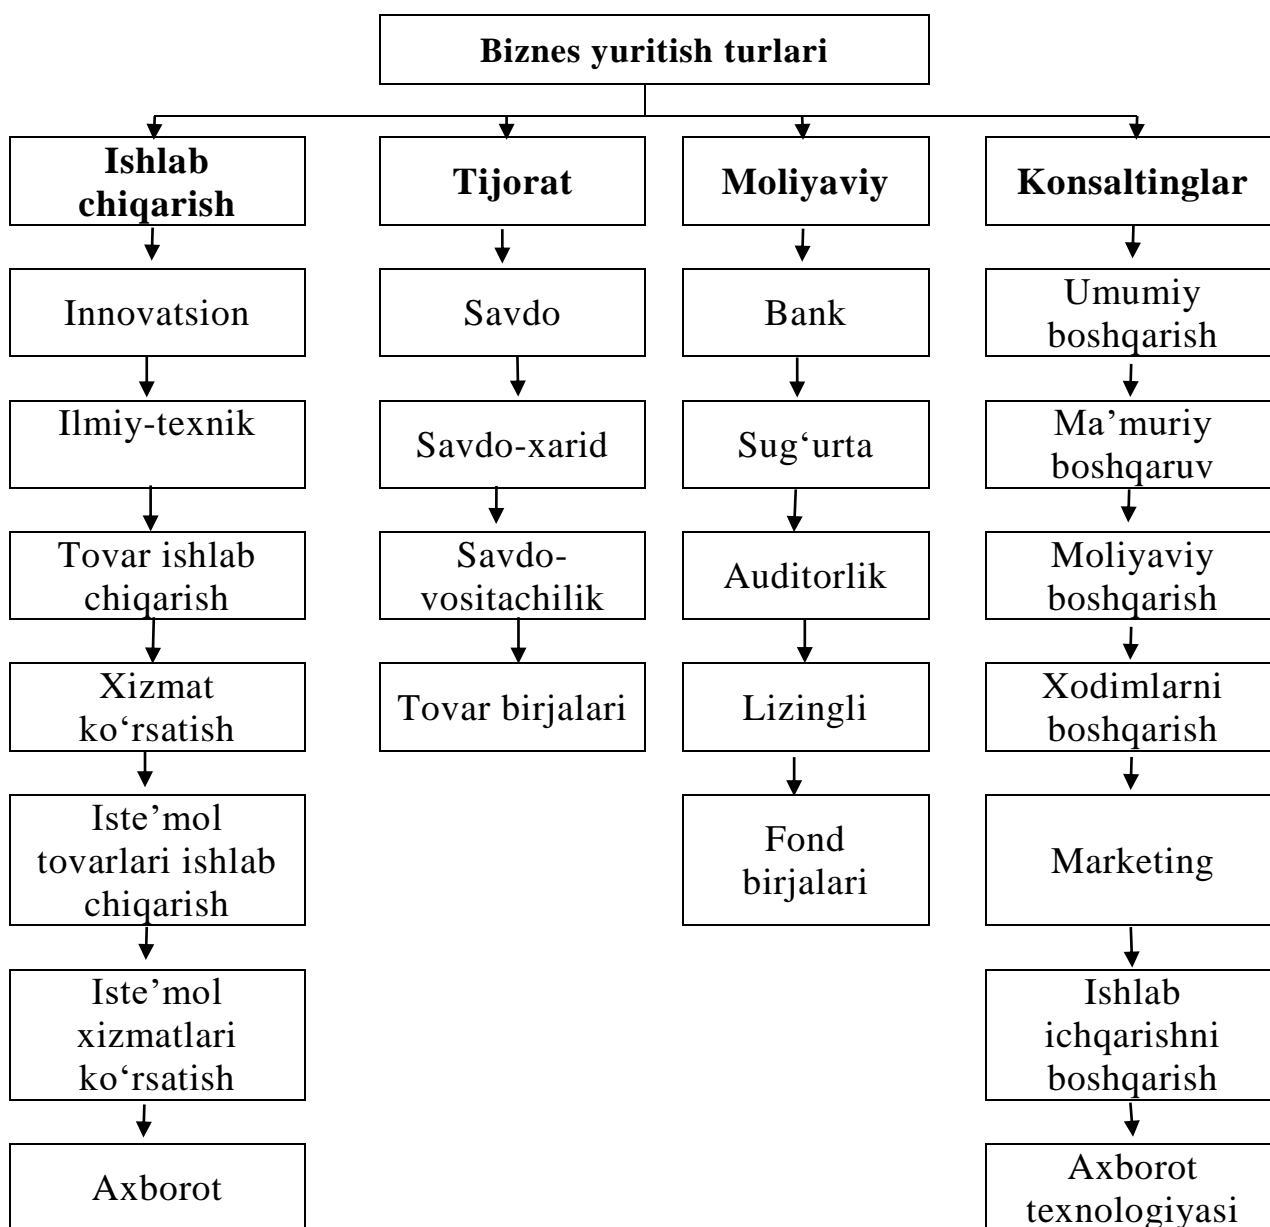 Biznes yuritish turlari
Ishlab
chiqarish
Tijorat
Moliyaviy
Konsaltinglar
Innovatsion
Savdo
Bank
Umumiy
boshqarish
Ilmiy-texnik
Savdo-xarid
Sug‘urta
Ma’muriy
boshqaruv
Tovar ishlab
chiqarish
Savdo-
vositachilik
Auditorlik
Moliyaviy
boshqarish
Xizmat
ko‘rsatish
Tovar birjalari
Lizingli
Xodimlarni
boshqarish
Iste’mol
tovarlari ishlab
chiqarish
Fond
birjalari
Marketing
Iste’mol
xizmatlari
ko‘rsatish
Ishlab
ichqarishni
boshqarish
Axborot
Axborot
texnologiyasi